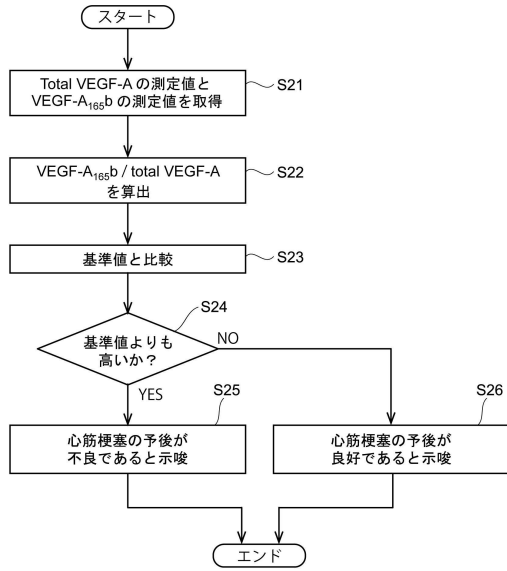 スタート
Total VEGF-A の測定値と
VEGF-A₁₆₅b の測定値を取得
S21
VEGF-A₁₆₅b / total VEGF-A
を算出
S22
基準値と比較
S23
S24
基準値よりも
高いか？
NO
YES
S25
心筋梗塞の予後が
不良であると示唆
S26
心筋梗塞の予後が
良好であると示唆
エンド